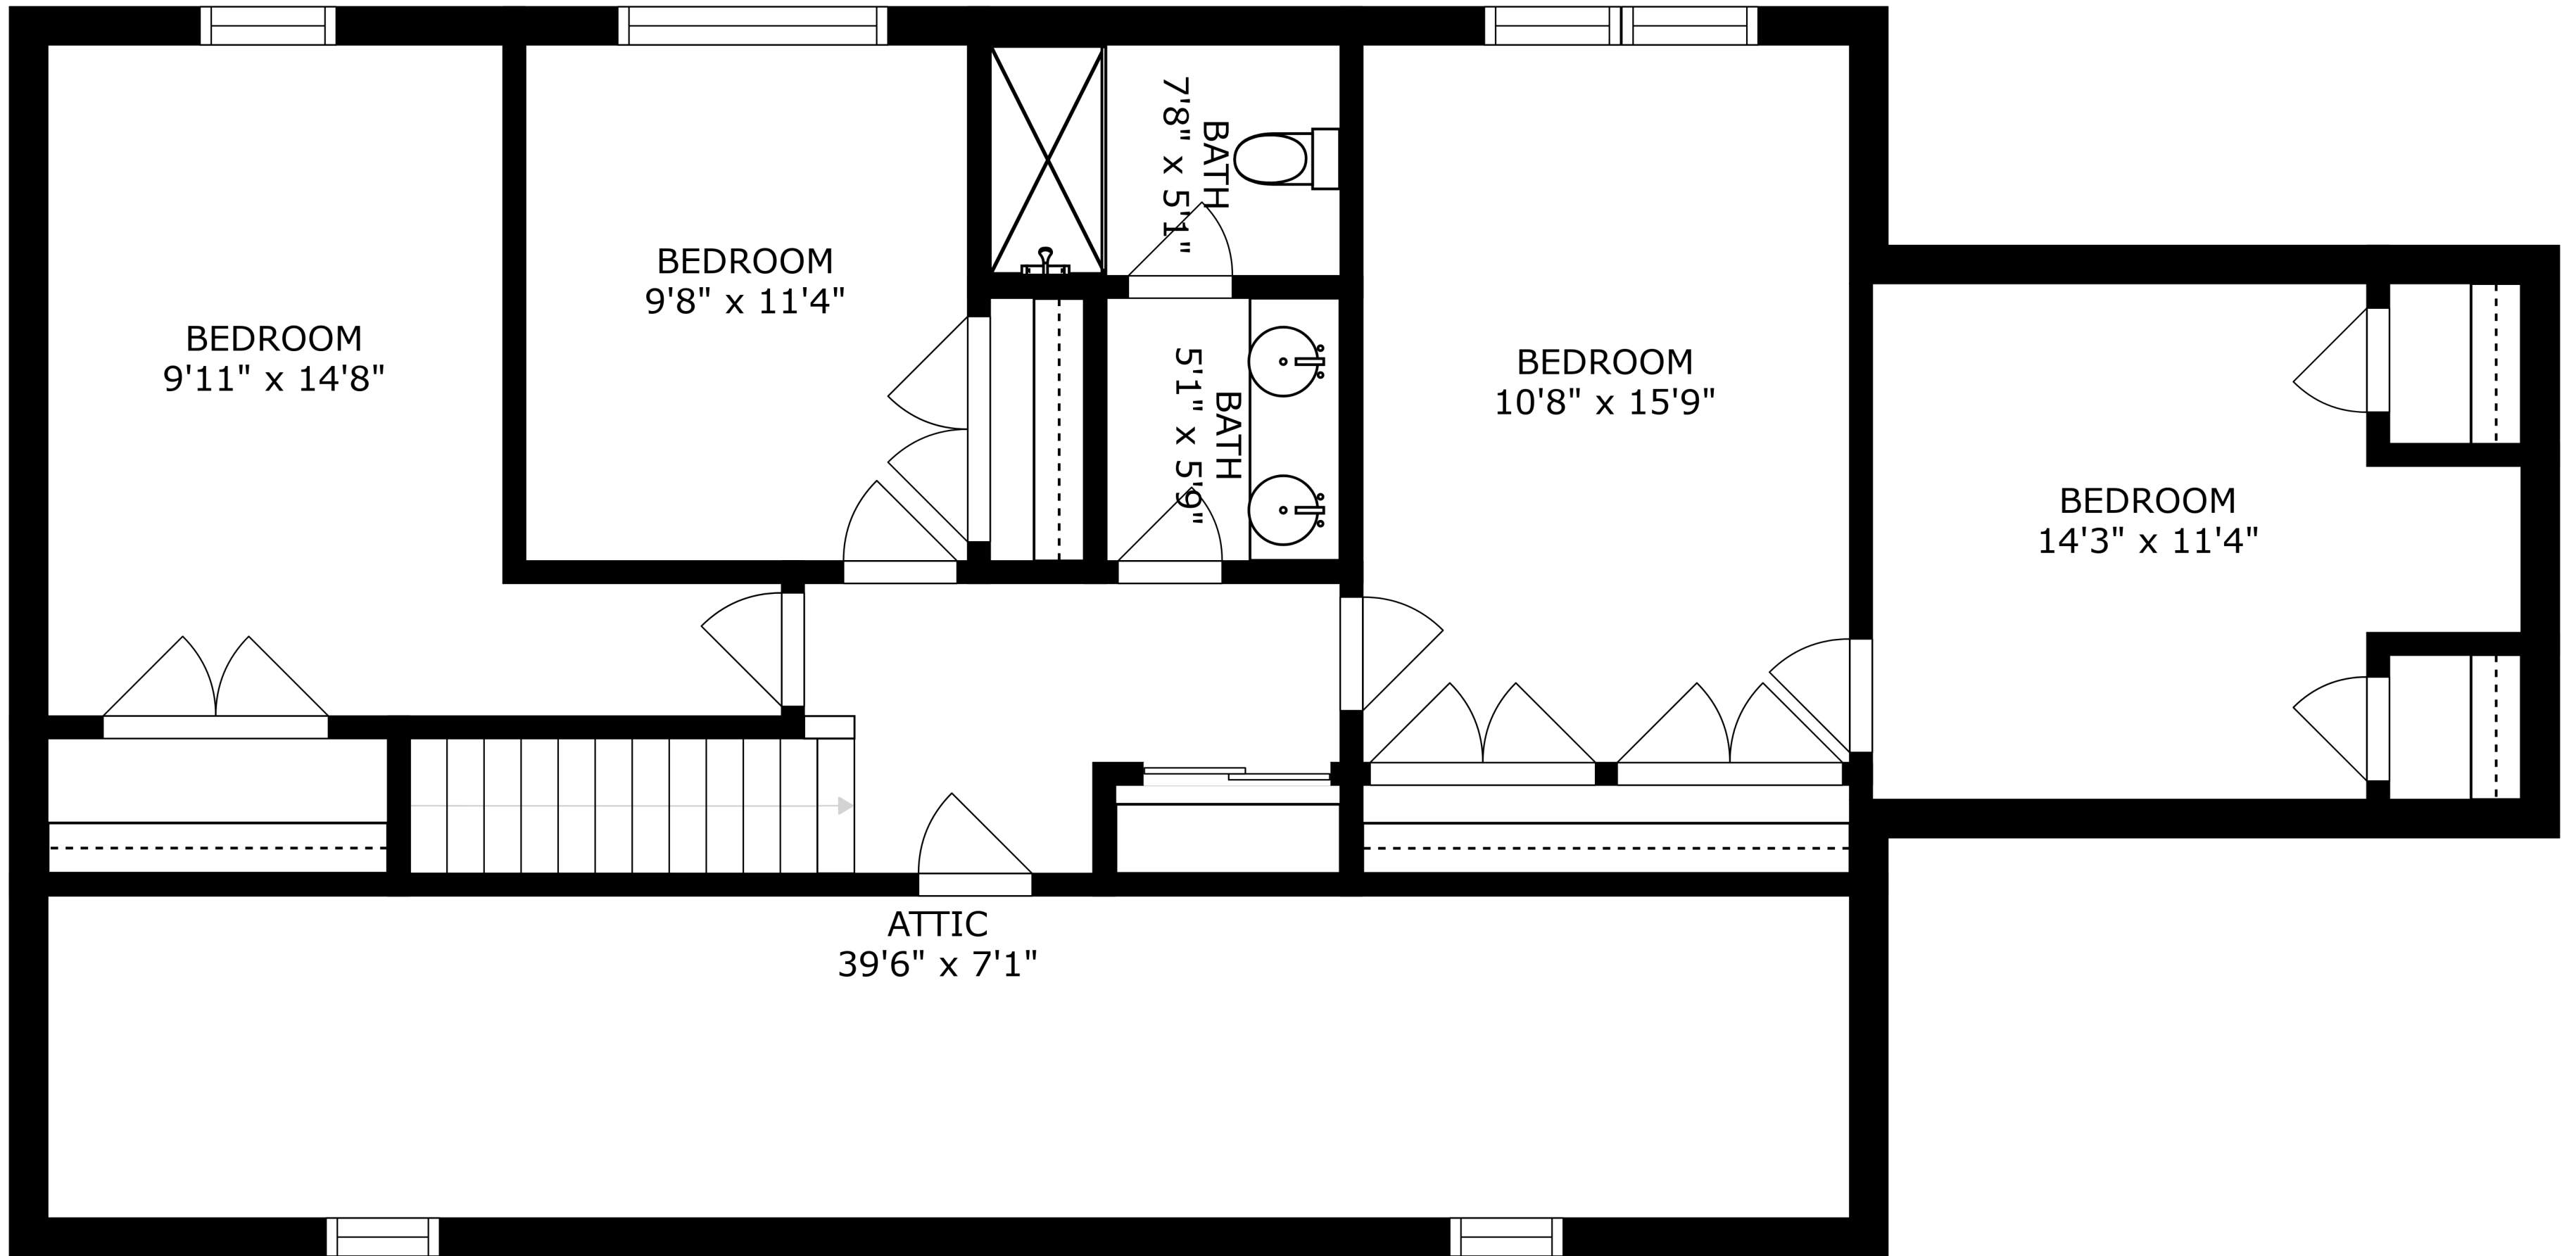 BEDROOM
9'11" x 14'8"
BEDROOM
9'8" x 11'4"
BATH
7'8" x 5'1"
BATH
5'1" x 5'9"
BEDROOM
10'8" x 15'9"
BEDROOM
14'3" x 11'4"
ATTIC
39'6" x 7'1"